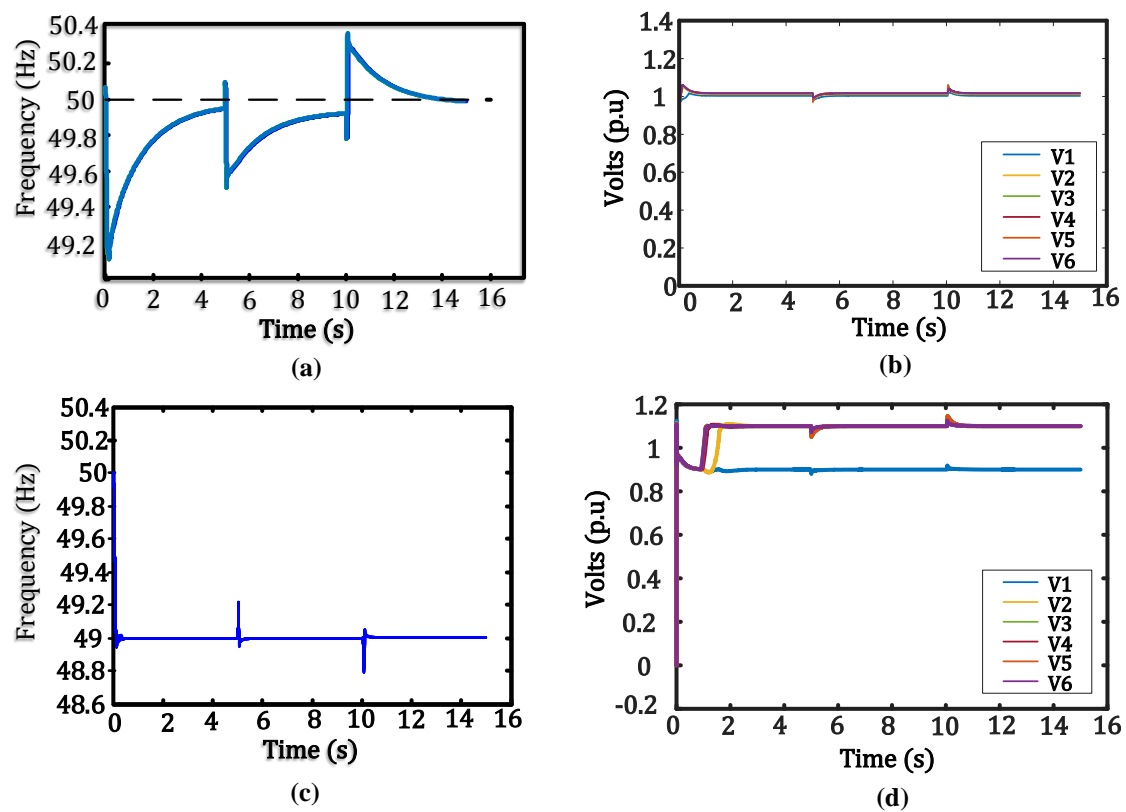 50.4
50.2
50
49.8
49.6
49.4
49.2
Frequency (Hz)
0 2 4 6 8 10 12 14 16
Time (s)
(a)
1.4
1.2
1
0.8
0.6
0.4
0.2
0
Volts (p.u)
V1
V2
V3
V4
V5
V6
0 2 4 6 8 10 12 14 16
Time (s)
(b)
50.4
50.2
50
49.8
49.6
49.4
49.2
49
48.8
48.6
Frequency (Hz)
0 2 4 6 8 10 12 14 16
Time (s)
(c)
1.2
1
0.8
0.6
0.4
0.2
0
-0.2
Volts (p.u)
V1
V2
V3
V4
V5
V6
0 2 4 6 8 10 12 14 16
Time (s)
(d)